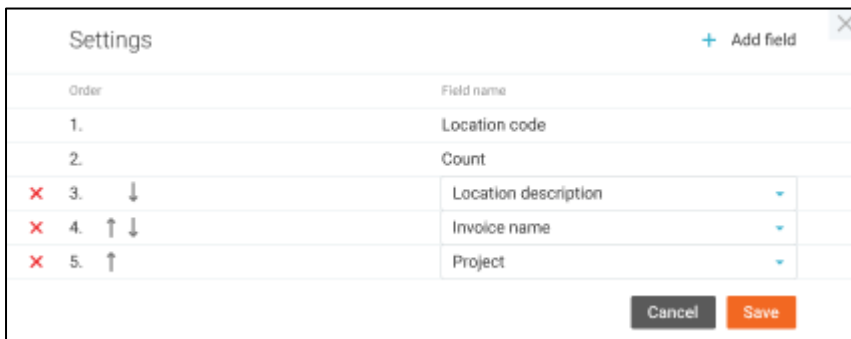 Settings
+ Add field
Order Field name
1. Location code
2. Count
3. Location description
4. Invoice name
5. Project
Cancel Save